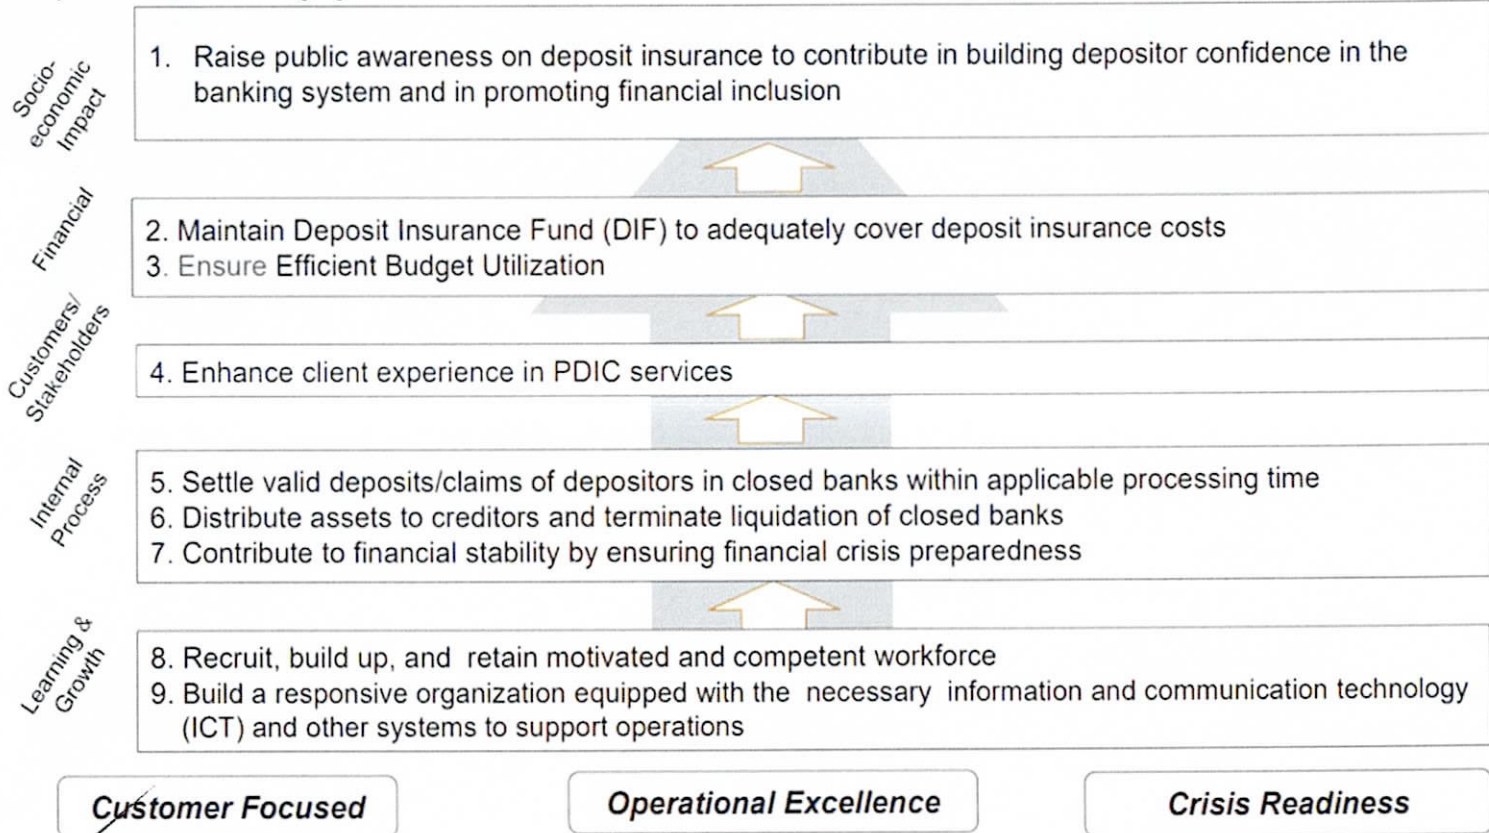 Socio-
economic
Impact
1. Raise public awareness on deposit insurance to contribute in building depositor confidence in the
banking system and in promoting financial inclusion
Financial
2. Maintain Deposit Insurance Fund (DIF) to adequately cover deposit insurance costs
3. Ensure Efficient Budget Utilization
Customers/
Stakeholders
4. Enhance client experience in PDIC services
Internal
Process
5. Settle valid deposits/claims of depositors in closed banks within applicable processing time
6. Distribute assets to creditors and terminate liquidation of closed banks
7. Contribute to financial stability by ensuring financial crisis preparedness
Learning &
Growth
8. Recruit, build up, and retain motivated and competent workforce
9. Build a responsive organization equipped with the necessary information and communication technology
(ICT) and other systems to support operations
Customer Focused
Operational Excellence
Crisis Readiness